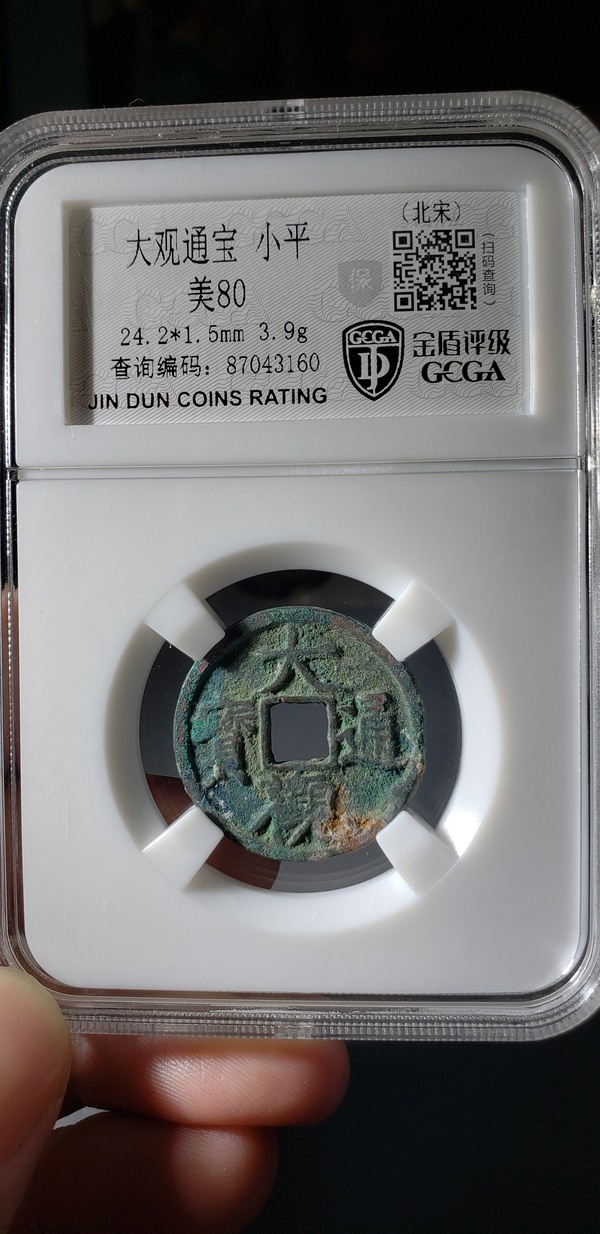 （北宋）
大观通宝 小平
美80
24.2*1.5mm 3.9g
查询编码：87043160
JIN DUN COINS RATING
（扫码查询）
保
GCGA
JD
金盾评级
GCGA
大
通
觀
寶